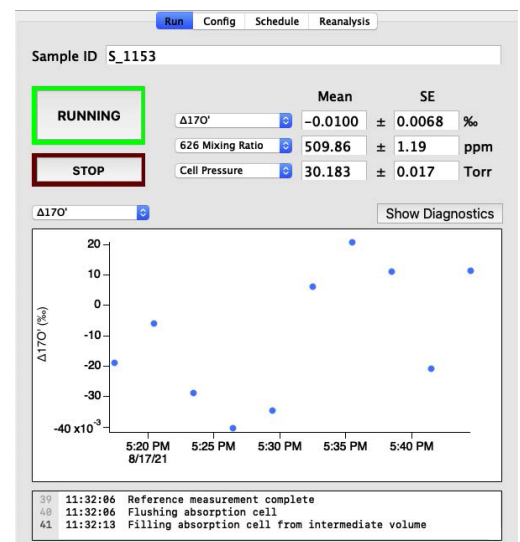 Run Config Schedule Reanalysis
Sample ID S_1153
Mean SE
RUNNING
Δ17O' -0.0100 ± 0.0068 ‰
626 Mixing Ratio 509.86 ± 1.19 ppm
STOP
Cell Pressure 30.183 ± 0.017 Torr
Δ17O' Show Diagnostics
Δ17O' (‰)
20
10
0
-10
-20
-30
-40 x10⁻³
5:20 PM 5:25 PM 5:30 PM 5:35 PM 5:40 PM
8/17/21
39 11:32:06 Reference measurement complete
40 11:32:06 Flushing absorption cell
41 11:32:13 Filling absorption cell from intermediate volume